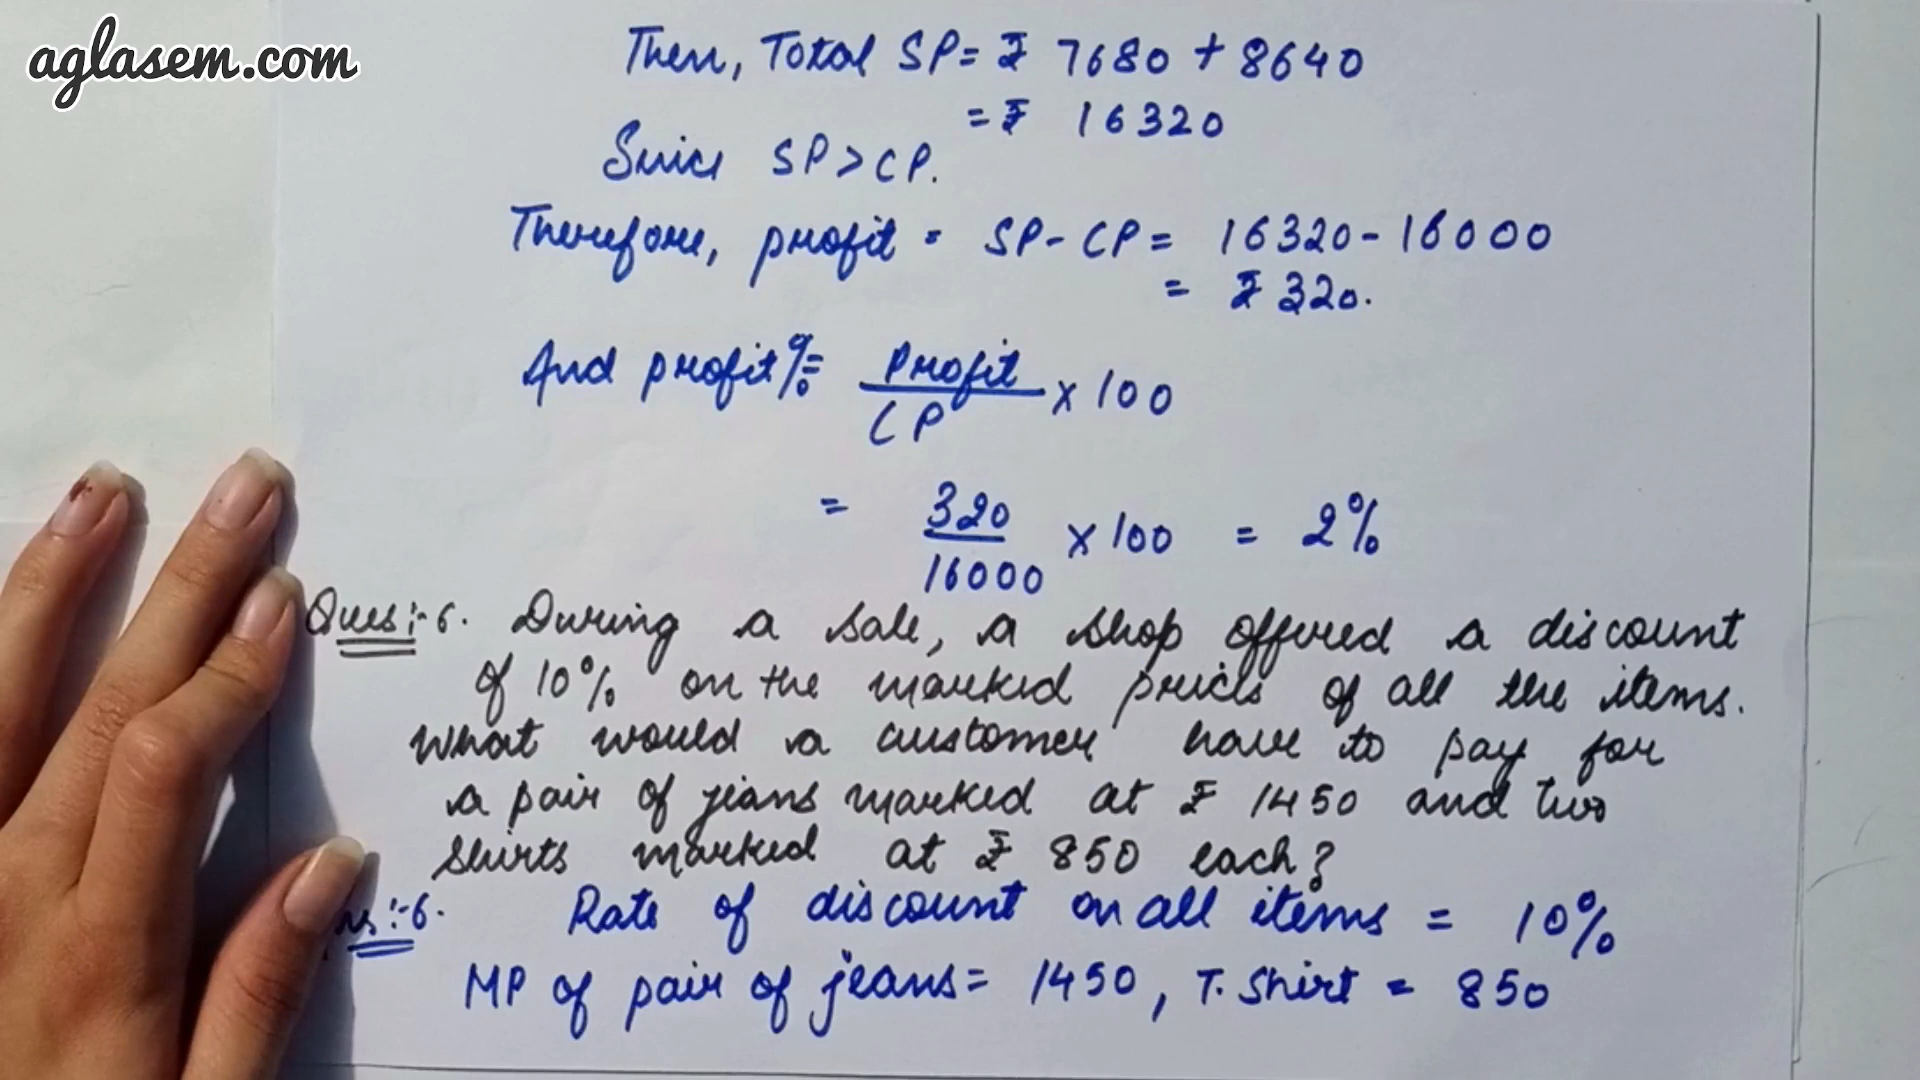 aglasem.com
Then, Total SP = ₹ 7680 + 8640
= ₹ 16320
Since SP > CP.
Therefore, profit = SP - CP = 16320 - 16000
= ₹ 320.
And profit % = Profit / CP × 100
= 320 / 16000 × 100 = 2%
Ques:-6. During a sale, a shop offered a discount
of 10% on the marked prices of all the items.
What would a customer have to pay for
a pair of jeans marked at ₹ 1450 and two
shirts marked at ₹ 850 each?
ns:-6. Rate of discount on all items = 10%
MP of pair of jeans = 1450, T. Shirt = 850